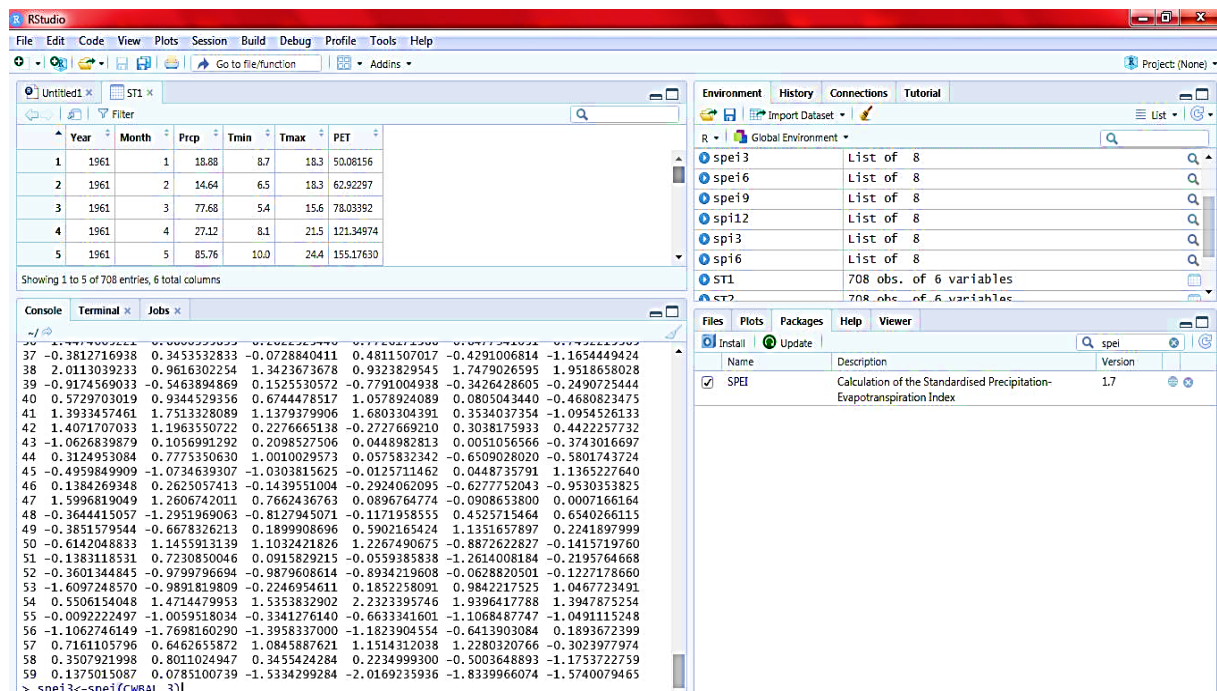 RStudio
File Edit Code View Plots Session Build Debug Profile Tools Help
Go to file/function Addins Project: (None)
Untitled1 ST1
Filter
Year Month Prcp Tmin Tmax PET
1 1961 1 18.88 8.7 18.3 50.08156
2 1961 2 14.64 6.5 18.3 62.92297
3 1961 3 77.68 5.4 15.6 78.03392
4 1961 4 27.12 8.1 21.5 121.34974
5 1961 5 85.76 10.0 24.4 155.17630
Showing 1 to 5 of 708 entries, 6 total columns
Console Terminal Jobs
~/
37 -0.3812716938 0.3453532833 -0.0728840411 0.4811507017 -0.4291006814 -1.1654449424
38 2.0113039233 0.9616302254 1.3423673678 0.9323829545 1.7479026595 1.9518658028
39 -0.9174569033 -0.5463894869 0.1525530572 -0.7791004938 -0.3426428605 -0.2490725444
40 0.5729703019 0.9344529356 0.6744478517 1.0578924089 0.0805043440 -0.4680823475
41 1.3933457461 1.7513328089 1.1379379906 1.6803304391 0.3534037354 -1.0954526133
42 1.4071707033 1.1963550722 0.2276665138 -0.2727669210 0.3038175933 0.4422257732
43 -1.0626839879 0.1056991292 0.2098527506 0.0448982813 0.0051056566 -0.3743016697
44 0.3124953084 0.7775350630 1.0010029573 0.0575832342 -0.6509028020 -0.5801743724
45 -0.4959849909 -1.0734639307 -1.0303815625 -0.0125711462 0.0448735791 1.1365227640
46 0.1384269348 0.2625057413 -0.1439551004 -0.2924062095 -0.6277752043 -0.9530353825
47 1.5996819049 1.2606742011 0.7662436763 0.0896764774 -0.0908653800 0.0007166164
48 -0.3644415057 -1.2951969063 -0.8127945071 -0.1171958555 0.4525715464 0.6540266115
49 -0.3851579544 -0.6678326213 0.1899908696 0.5902165424 1.1351657897 0.2241897999
50 -0.6142048833 1.1455913139 1.1032421826 1.2267490675 -0.8872622827 -0.1415719760
51 -0.1383118531 0.7230850046 0.0915829215 -0.0559385838 -1.2614008184 -0.2195764668
52 -0.3601344845 -0.9799796694 -0.9879608614 -0.8934219608 -0.0628820501 -0.1227178660
53 -1.6097248570 -0.9891819809 -0.2246954611 0.1852258091 0.9842217525 1.0467723491
54 0.5506154048 1.4714479953 1.5353832902 2.2323395746 1.9396417788 1.3947875254
55 -0.0092222497 -1.0059518034 -0.3341276140 -0.6633341601 -1.1068487747 -1.0491115248
56 -1.1062746149 -1.7698160290 -1.3958337000 -1.1823904554 -0.6413903084 0.1893672399
57 0.7161105796 0.6462655872 1.0845887621 1.1514312038 1.2280320766 -0.3023977974
58 0.3507921998 0.8011024947 0.3455424284 0.2234999300 -0.5003648893 -1.1753722759
59 0.1375015087 0.0785100739 -1.5334299284 -2.0169235936 -1.8339966074 -1.5740079465
> spei3<-spei(CWBAL,3)
Environment History Connections Tutorial
Import Dataset List
R Global Environment
spei3 List of 8
spei6 List of 8
spei9 List of 8
spi12 List of 8
spi3 List of 8
spi6 List of 8
ST1 708 obs. of 6 variables
ST2 708 obs. of 6 variables
Files Plots Packages Help Viewer
Install Update spei
Name Description Version
SPEI Calculation of the Standardised Precipitation- 1.7
Evapotranspiration Index